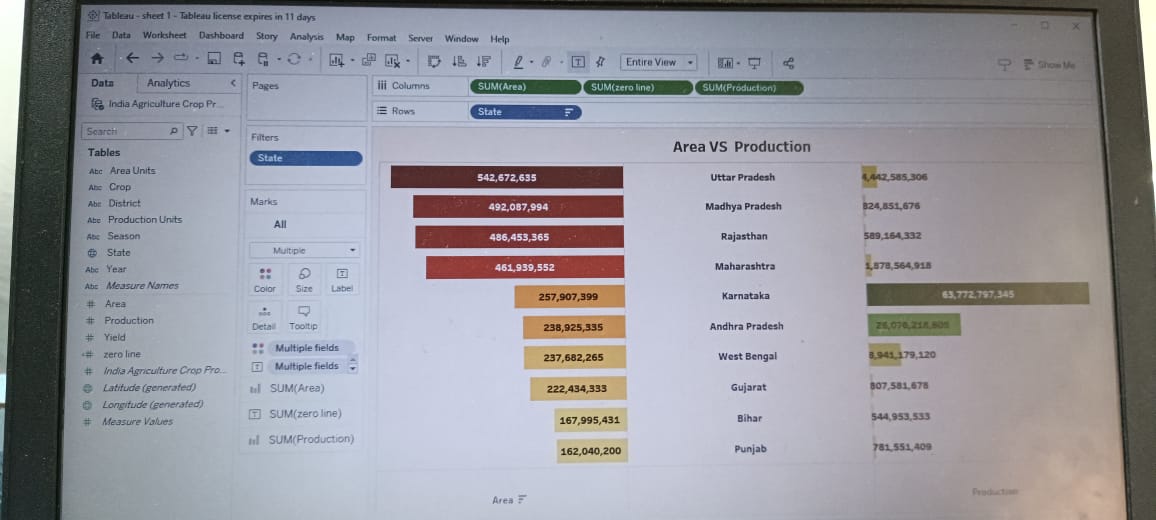 Tableau - sheet 1 - Tableau license expires in 11 days
File Data Worksheet Dashboard Story Analysis Map Format Server Window Help
Entire View Show Me
Data Analytics
India Agriculture Crop Pr...
Search
Tables
Abc Area Units
Abc Crop
Abc District
Abc Production Units
Abc Season
State
Abc Year
Abc Measure Names
# Area
# Production
# Yield
# zero line
# India Agriculture Crop Pro...
Latitude (generated)
Longitude (generated)
# Measure Values
Pages
Filters
State
Marks
All
Multiple
Color Size Label
Detail Tooltip
Multiple fields
Multiple fields
SUM(Area)
SUM(zero line)
SUM(Production)
Columns SUM(Area) SUM(zero line) SUM(Production)
Rows State
Area VS Production
542,672,635 Uttar Pradesh 4,442,585,306
492,087,994 Madhya Pradesh 824,851,676
486,453,365 Rajasthan 589,164,332
461,939,552 Maharashtra 1,878,564,918
257,907,399 Karnataka 63,772,797,345
238,925,335 Andhra Pradesh
237,682,265 West Bengal 8,941,179,120
222,434,333 Gujarat 807,581,678
167,995,431 Bihar 544,953,533
162,040,200 Punjab 781,551,409
Area Production